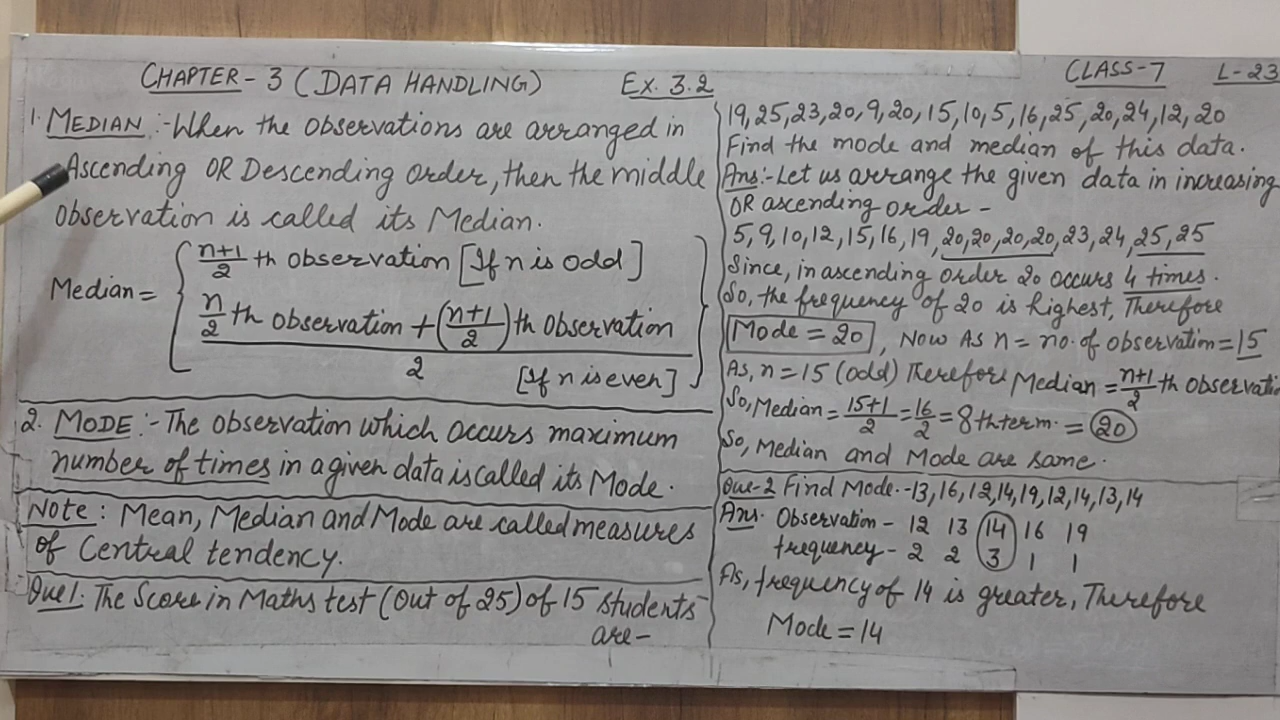 CHAPTER-3 (DATA HANDLING) Ex. 3.2
CLASS-7 L-23
1. MEDIAN :- When the observations are arranged in
Ascending OR Descending Order, then the middle
Observation is called its Median.
Median = { n+1/2 th observation [If n is odd]
n/2 th observation + (n+1/2) th observation / 2 [If n is even] }
2. MODE :- The observation which occurs maximum
number of times in a given data is called its Mode.
Note : Mean, Median and Mode are called measures
of Central tendency.
Que 1. The Score in Maths test (Out of 25) of 15 students
are-
19, 25, 23, 20, 9, 20, 15, 10, 5, 16, 25, 20, 24, 12, 20
Find the mode and median of this data.
Ans:- Let us arrange the given data in increasing
OR ascending order -
5, 9, 10, 12, 15, 16, 19, 20, 20, 20, 20, 23, 24, 25, 25
Since, in ascending order 20 occurs 4 times.
So, the frequency of 20 is highest, Therefore
Mode = 20, Now As n = no. of observation = 15
As, n = 15 (odd) Therefore Median = n+1/2 th observati
So, Median = 15+1/2 = 16/2 = 8th term. = 20
So, Median and Mode are same.
Que-2 Find Mode.- 13, 16, 12, 14, 19, 12, 14, 13, 14
Ans. Observation - 12 13 14 16 19
frequency - 2 2 3 1 1
As, frequency of 14 is greater, Therefore
Mode = 14